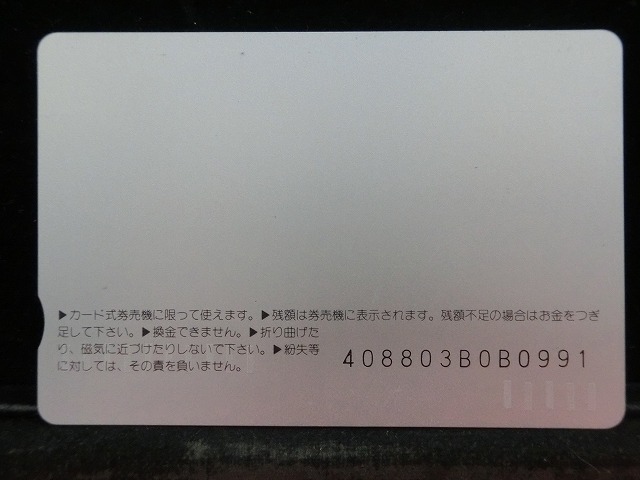 ▶カード式券売機に限って使えます。▶残額は券売機に表示されます。残額不足の場合はお金をつぎ
足して下さい。▶換金できません。▶折り曲げた
り、磁気に近づけたりしないで下さい。▶紛失等
に対しては、その責を負いません。
408803B0B0991